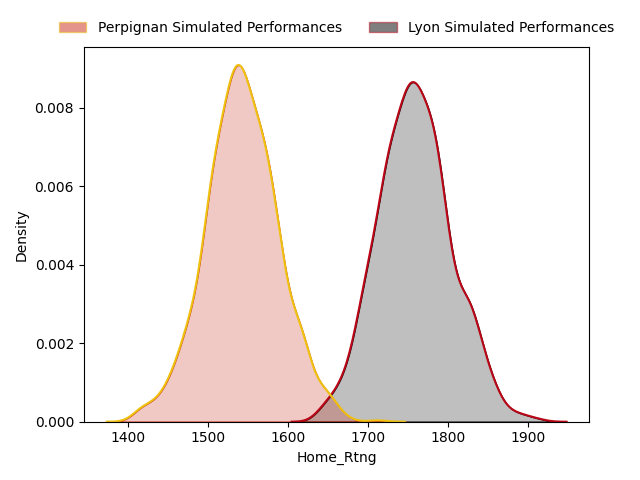 Perpignan Simulated Performances
Lyon Simulated Performances
0.008
0.006
0.004
0.002
0.000
Density
1400 1500 1600 1700 1800 1900
Home_Rtng